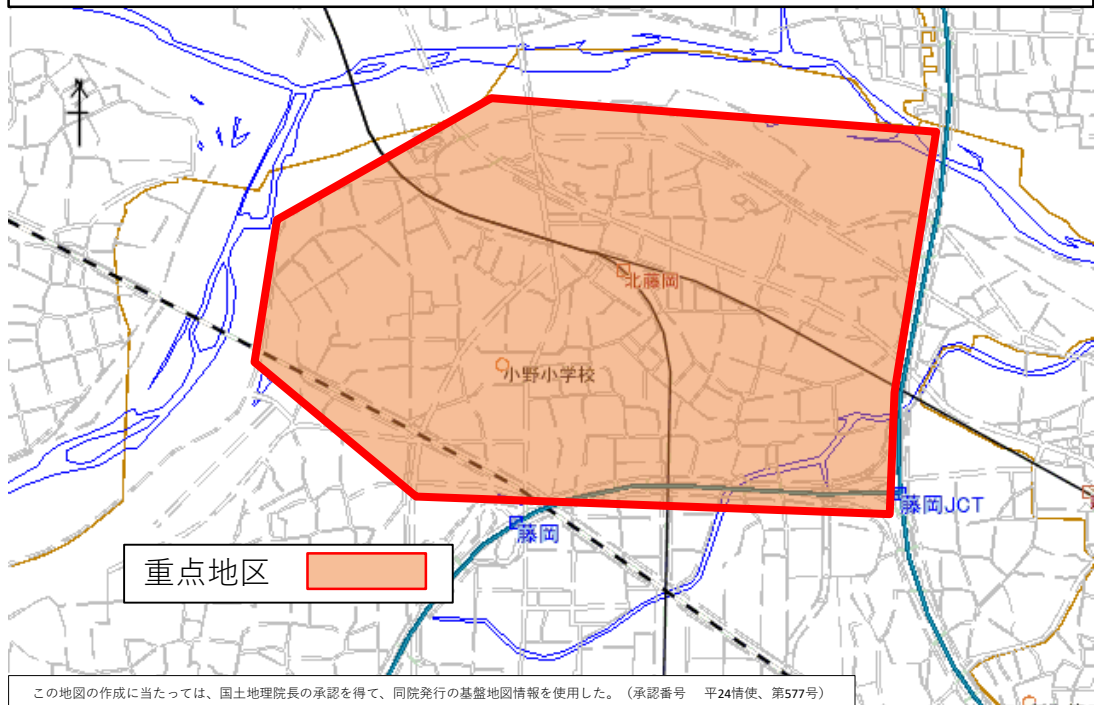 北藤岡
小野小学校
藤岡JCT
藤岡
重点地区
この地図の作成に当たっては、国土地理院長の承認を得て、同院発行の基盤地図情報を使用した。（承認番号　平24情使、第577号）